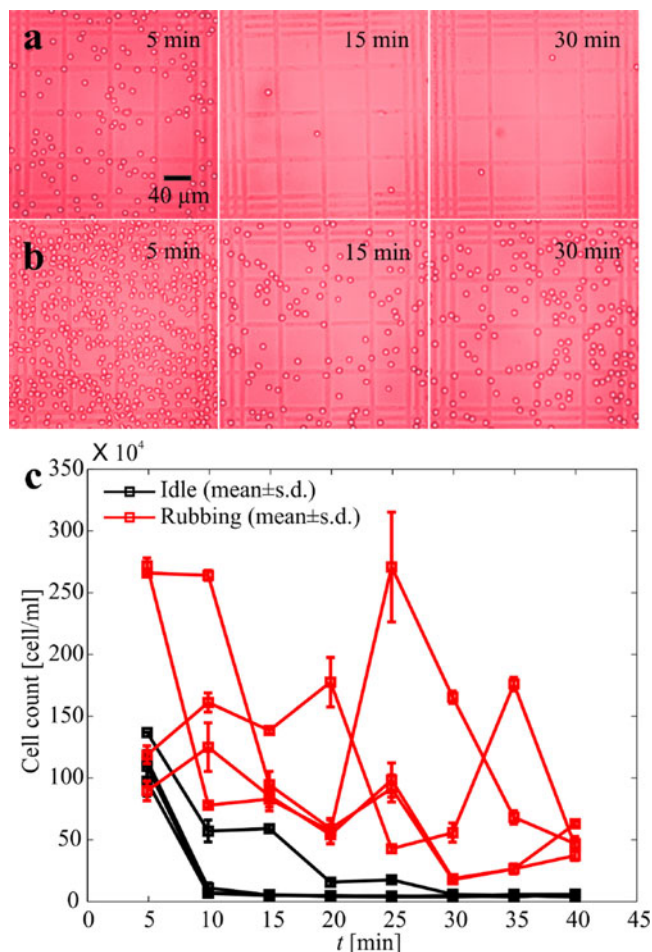 a 5 min 15 min 30 min
40 µm
b 5 min 15 min 30 min
c X 10⁴
350
300
250
200
150
100
50
0
Cell count [cell/ml]
Idle (mean±s.d.)
Rubbing (mean±s.d.)
0 5 10 15 20 25 30 35 40 45
t [min]